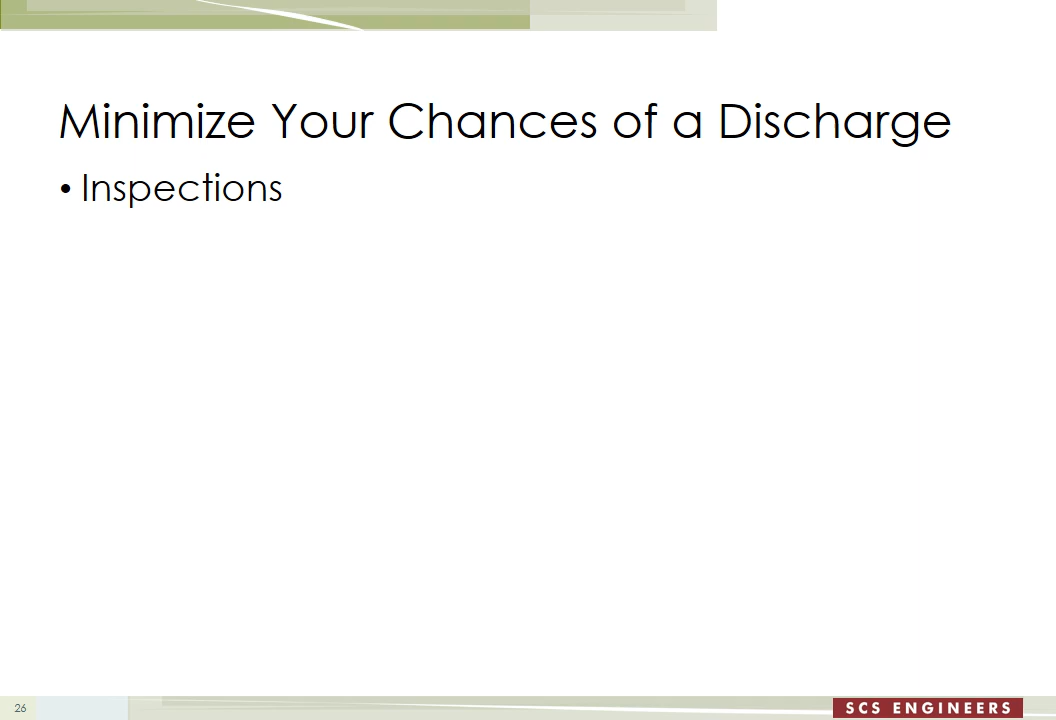 Minimize Your Chances of a Discharge
• Inspections
26
SCS ENGINEERS